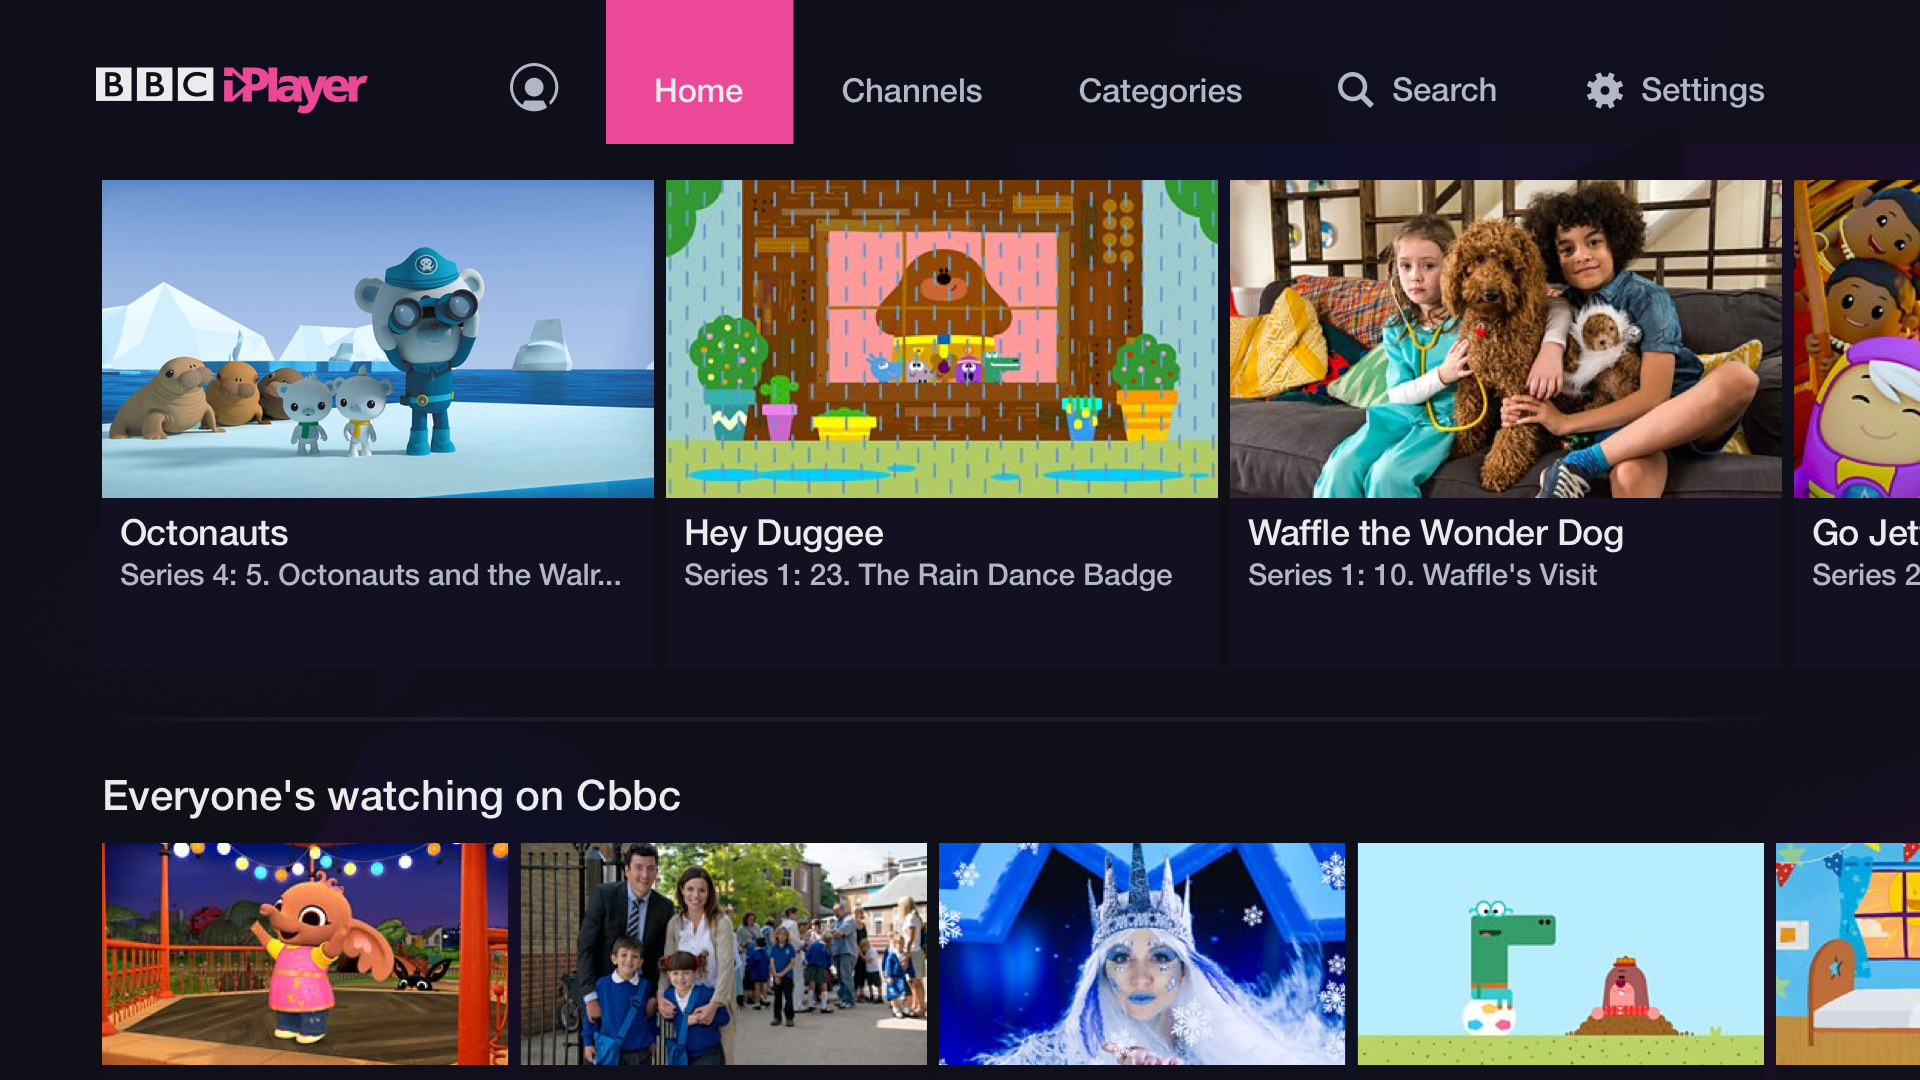 BBC iPlayer
Home
Channels
Categories
Search
Settings
Octonauts
Series 4: 5. Octonauts and the Walr...
Hey Duggee
Series 1: 23. The Rain Dance Badge
Waffle the Wonder Dog
Series 1: 10. Waffle's Visit
Go Jet
Series 2
Everyone's watching on Cbbc